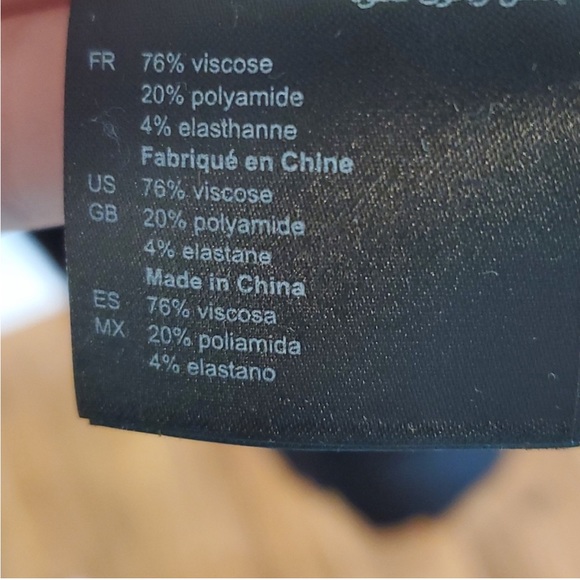 FR 76% viscose
20% polyamide
4% elasthanne
Fabriqué en Chine
US 76% viscose
GB 20% polyamide
4% elastane
Made in China
ES 76% viscosa
MX 20% poliamida
4% elastano